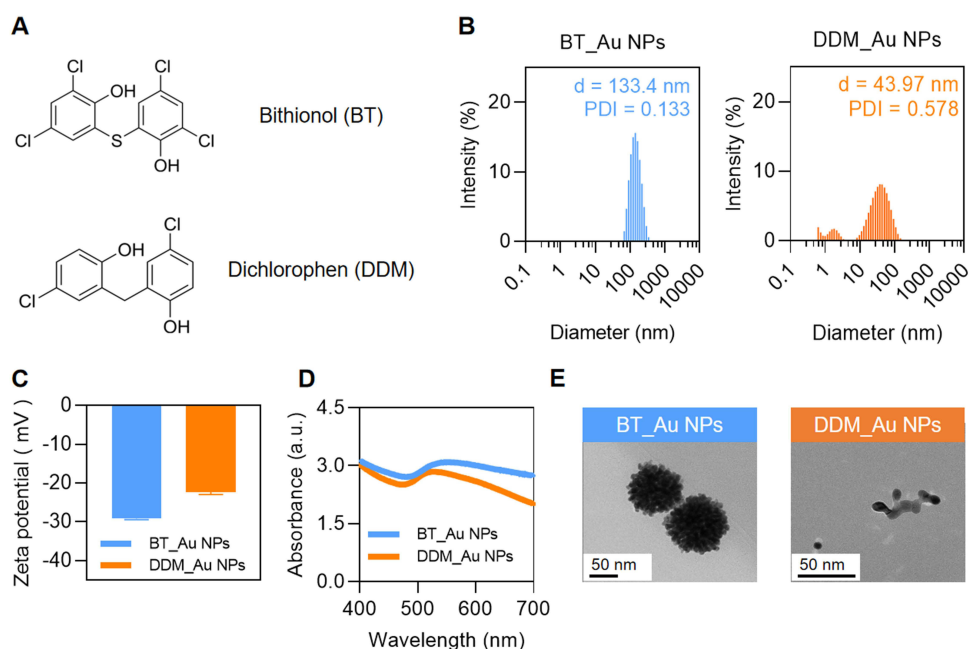 A
Cl
OH
Cl
Cl
S
Cl
OH
Bithionol (BT)
Cl
OH
Cl
OH
Dichlorophen (DDM)
B
BT_Au NPs
d = 133.4 nm
PDI = 0.133
Intensity (%)
20
10
0
0.1
1
10
100
1000
10000
Diameter (nm)
DDM_Au NPs
d = 43.97 nm
PDI = 0.578
Intensity (%)
20
10
0
0.1
1
10
100
1000
10000
Diameter (nm)
C
Zeta potential ( mV)
0
-10
-20
-30
-40
BT_Au NPs
DDM_Au NPs
D
Absorbance (a.u.)
4.5
3.0
1.5
0.0
BT_Au NPs
DDM_Au NPs
400 500 600 700
Wavelength (nm)
E
BT_Au NPs
50 nm
DDM_Au NPs
50 nm